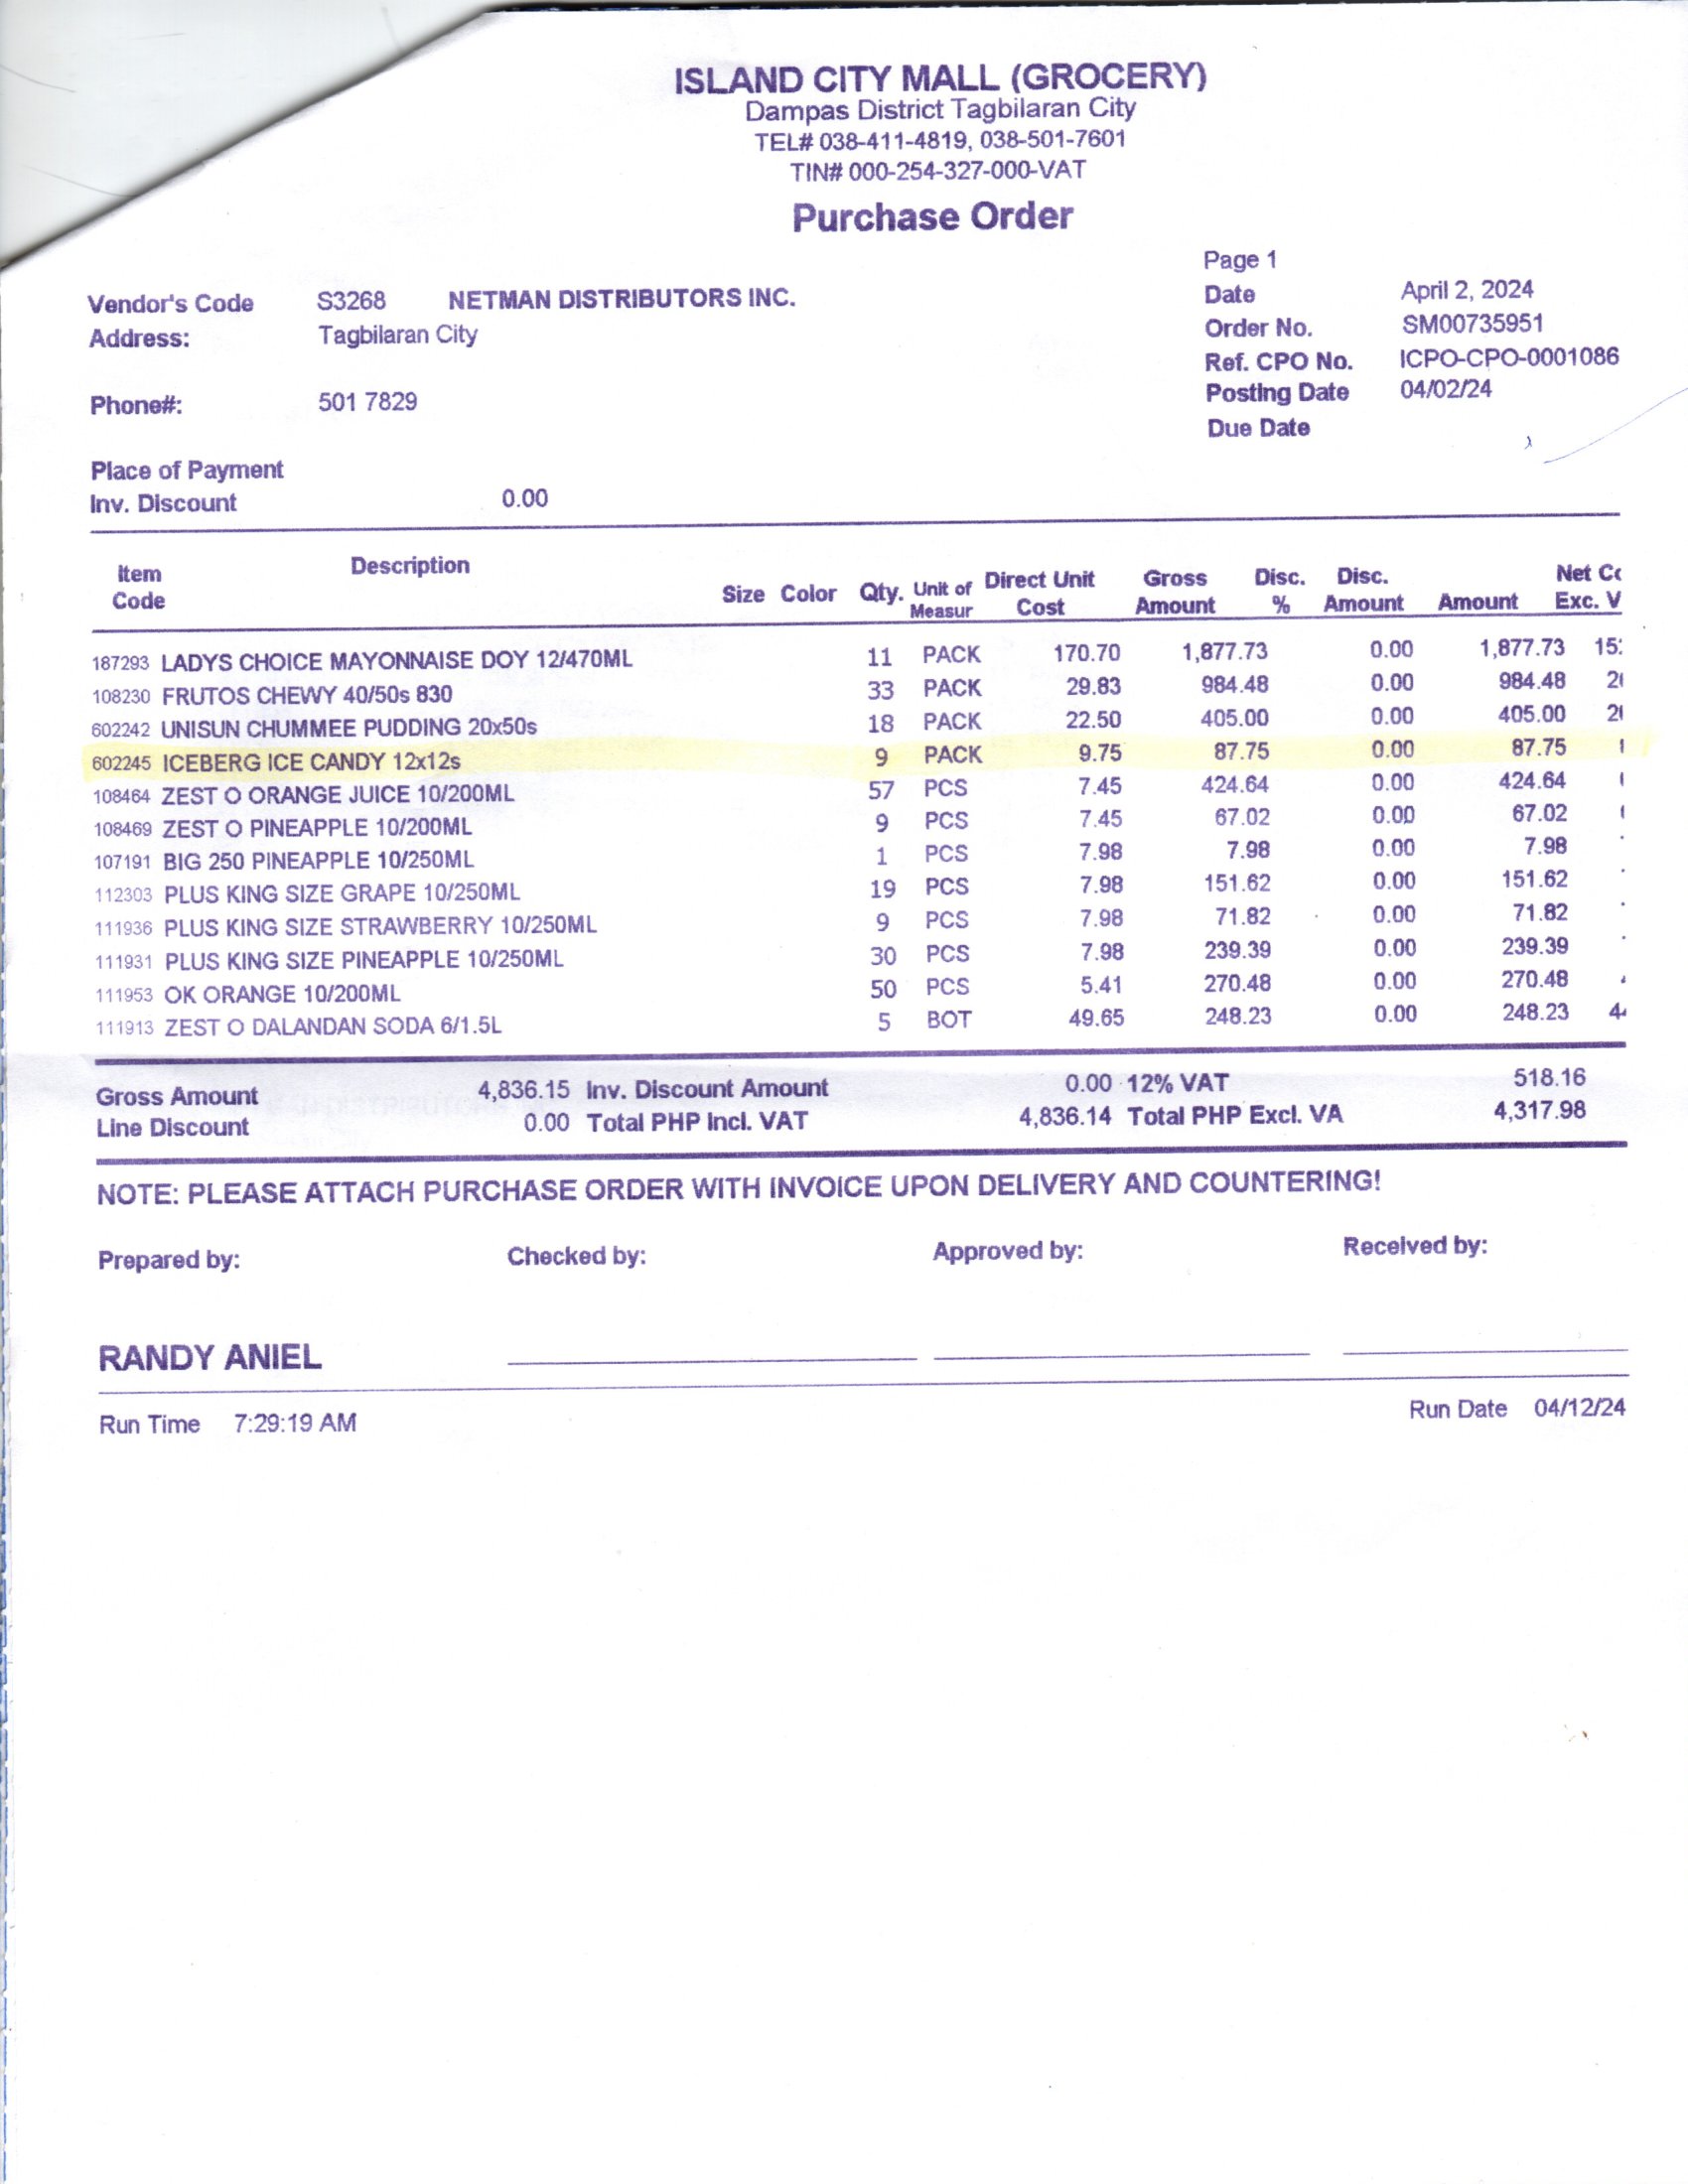 ISLAND CITY MALL (GROCERY)
Dampas District Tagbilaran City
TEL# 038-411-4819, 038-501-7601
TIN# 000-254-327-000-VAT
Purchase Order
Page 1
Vendor's Code S3268 NETMAN DISTRIBUTORS INC. Date April 2, 2024
Address: Tagbilaran City Order No. SM00735951
Ref. CPO No. ICPO-CPO-0001086
Phone#: 501 7829 Posting Date 04/02/24
Due Date
Place of Payment
Inv. Discount 0.00
Item Code Description Size Color Qty. Unit of Measur Direct Unit Cost Gross Amount Disc. % Disc. Amount Amount Net Exc. V
187293 LADYS CHOICE MAYONNAISE DOY 12/470ML 11 PACK 170.70 1,877.73 0.00 1,877.73
108230 FRUTOS CHEWY 40/50s 830 33 PACK 29.83 984.48 0.00 984.48
602242 UNISUN CHUMMEE PUDDING 20x50s 18 PACK 22.50 405.00 0.00 405.00
602245 ICEBERG ICE CANDY 12x12s 9 PACK 9.75 87.75 0.00 87.75
108464 ZEST O ORANGE JUICE 10/200ML 57 PCS 7.45 424.64 0.00 424.64
108469 ZEST O PINEAPPLE 10/200ML 9 PCS 7.45 67.02 0.00 67.02
107191 BIG 250 PINEAPPLE 10/250ML 1 PCS 7.98 7.98 0.00 7.98
112303 PLUS KING SIZE GRAPE 10/250ML 19 PCS 7.98 151.62 0.00 151.62
111936 PLUS KING SIZE STRAWBERRY 10/250ML 9 PCS 7.98 71.82 0.00 71.82
111931 PLUS KING SIZE PINEAPPLE 10/250ML 30 PCS 7.98 239.39 0.00 239.39
111953 OK ORANGE 10/200ML 50 PCS 5.41 270.48 0.00 270.48
111913 ZEST O DALANDAN SODA 6/1.5L 5 BOT 49.65 248.23 0.00 248.23
Gross Amount 4,836.15 Inv. Discount Amount 0.00 12% VAT 518.16
Line Discount 0.00 Total PHP Incl. VAT 4,836.14 Total PHP Excl. VA 4,317.98
NOTE: PLEASE ATTACH PURCHASE ORDER WITH INVOICE UPON DELIVERY AND COUNTERING!
Prepared by: Checked by: Approved by: Received by:
RANDY ANIEL
Run Time 7:29:19 AM Run Date 04/12/24